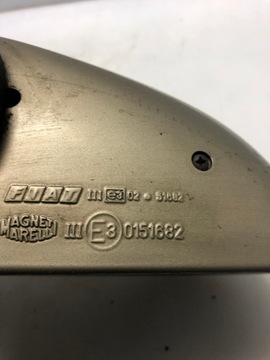 FIAT III e3 02 * 51682
MAGNETI MARELLI III E3 0151682